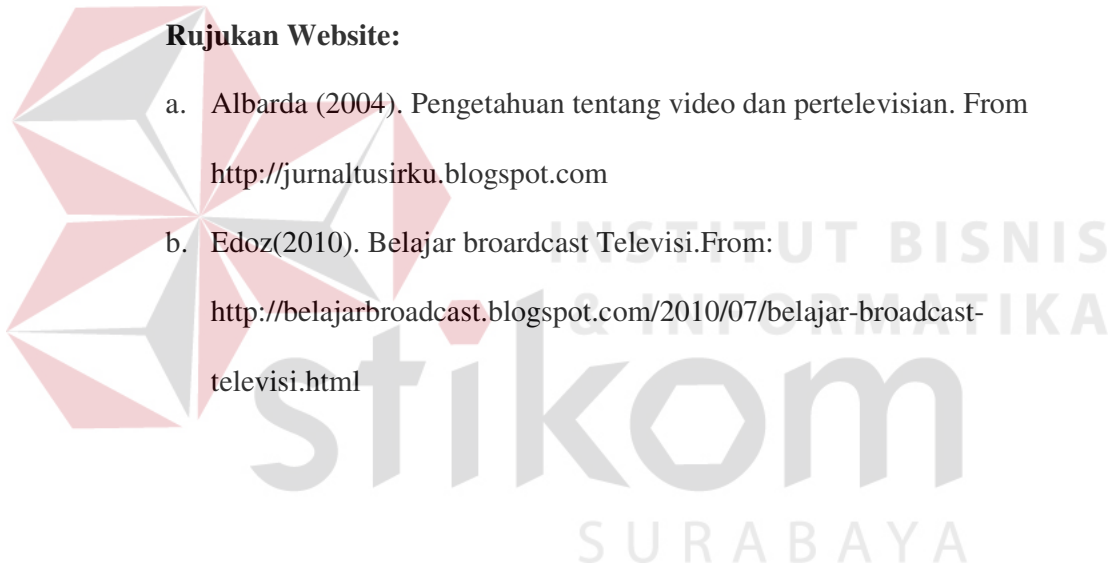 Rujukan Website:
a. Albarda (2004). Pengetahuan tentang video dan pertelevisian. From
http://jurnaltusirku.blogspot.com
b. Edoz(2010). Belajar broardcast Televisi.From:
http://belajarbroadcast.blogspot.com/2010/07/belajar-broadcast-
televisi.html
INSTITUT BISNIS
& INFORMATIKA
stikom
SURABAYA